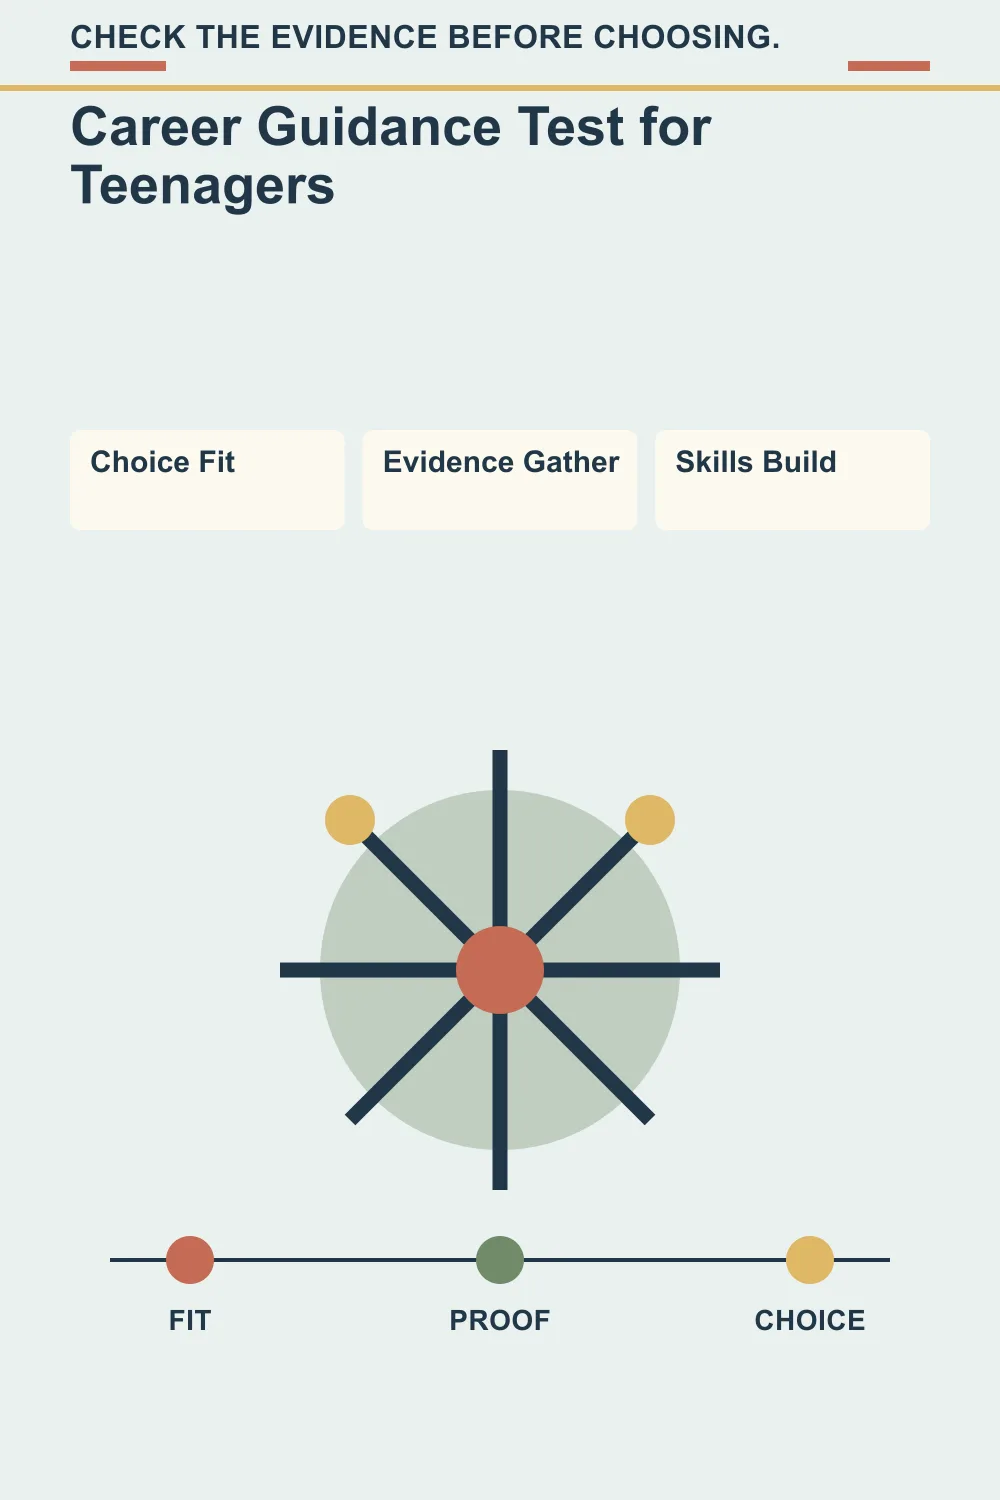 CHECK THE EVIDENCE BEFORE CHOOSING.
Career Guidance Test for
Teenagers
Choice Fit
Evidence Gather
Skills Build
FIT
PROOF
CHOICE